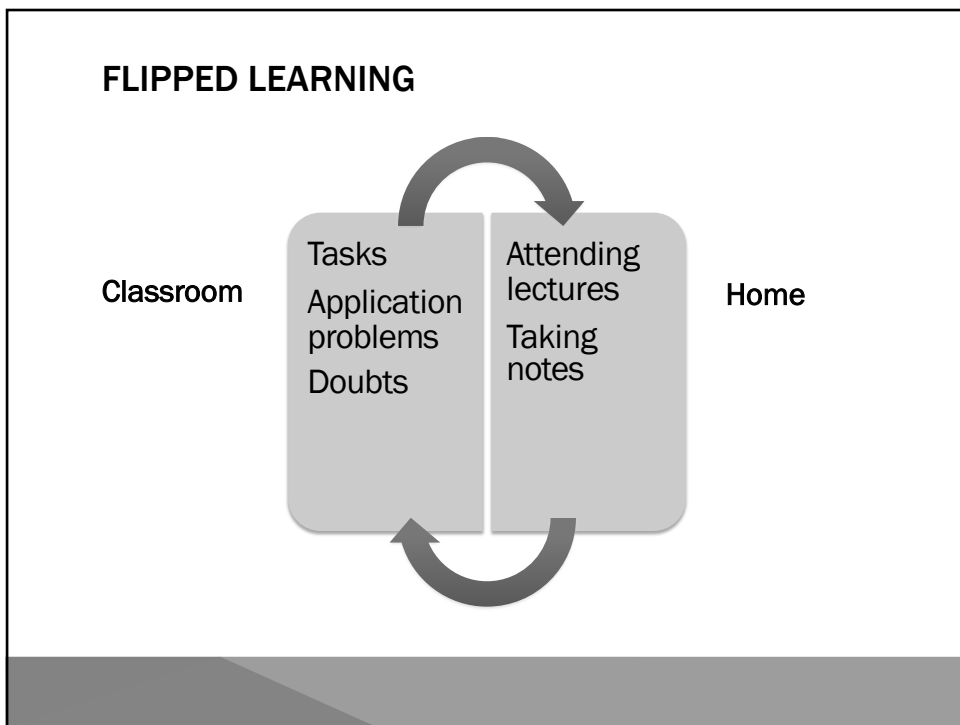 FLIPPED LEARNING
Classroom
Tasks
Application
problems
Doubts
Attending
lectures
Taking
notes
Home